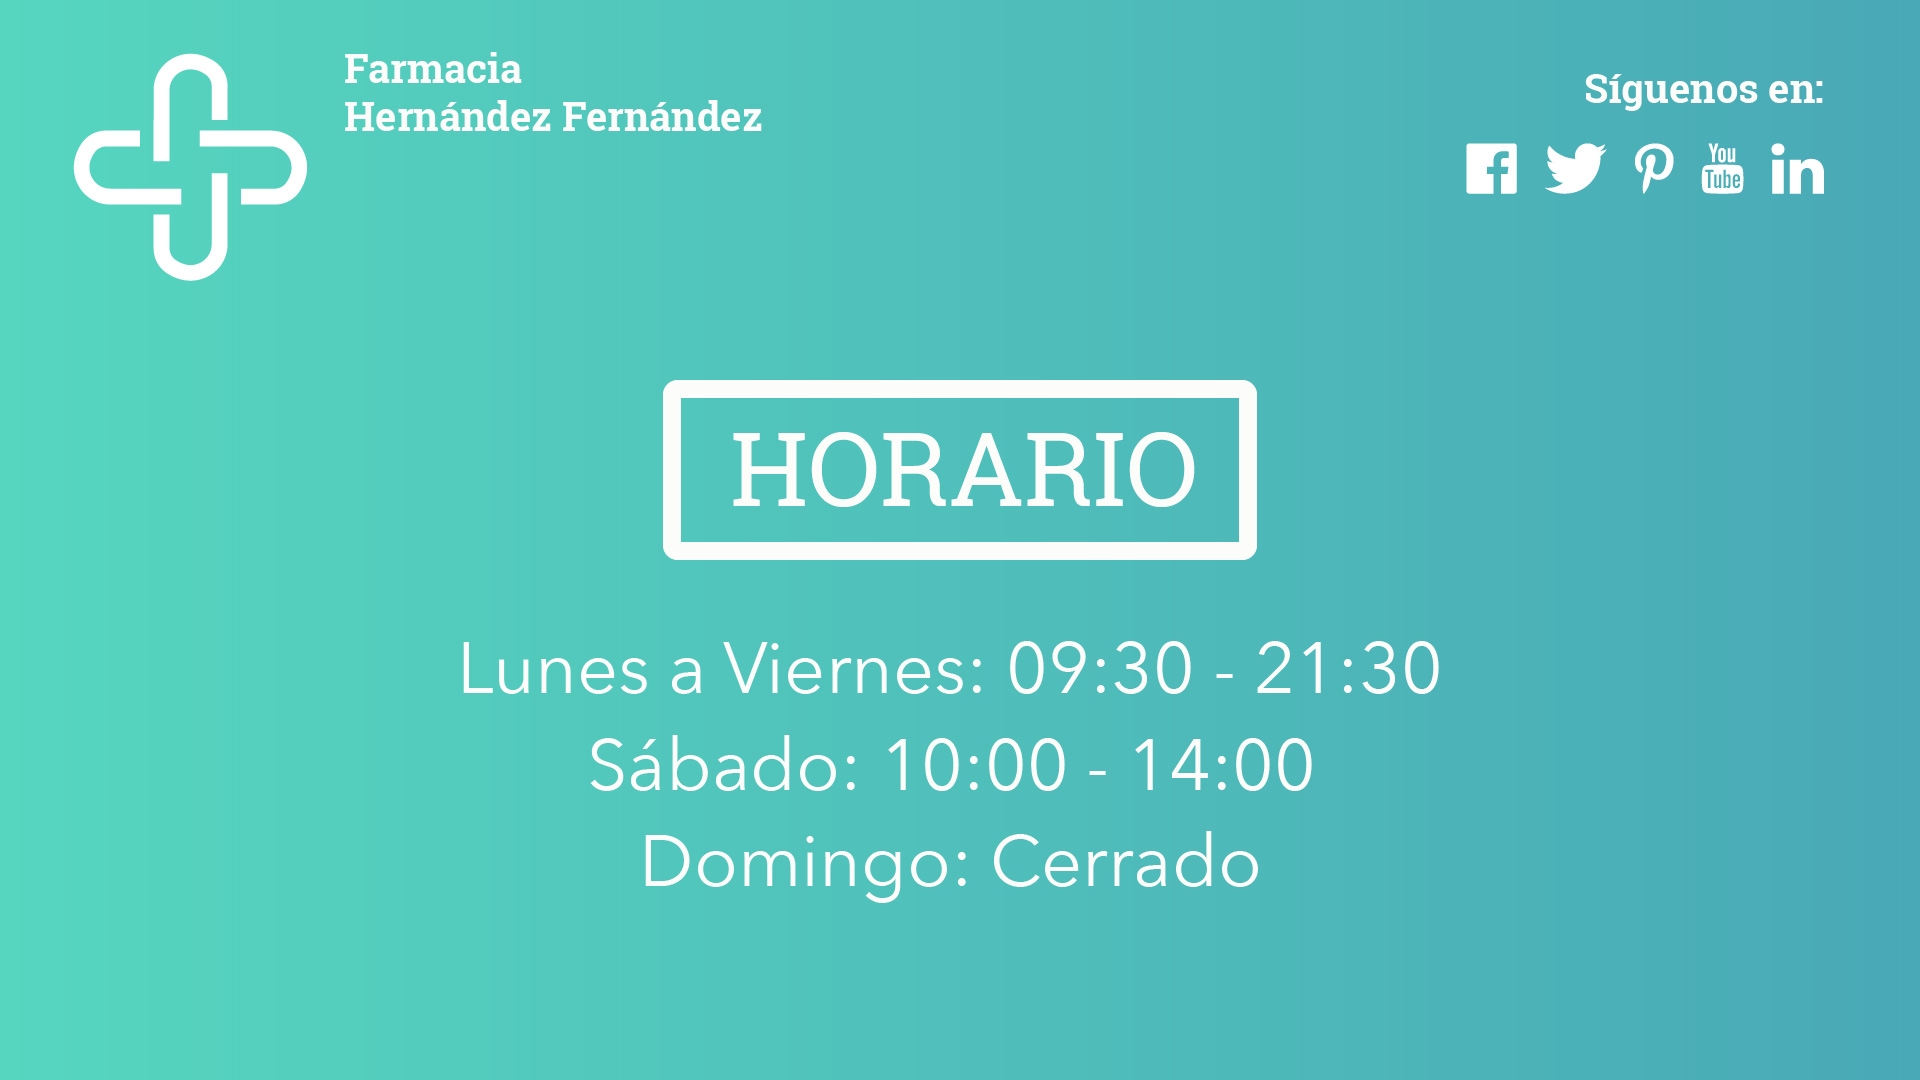 Farmacia
Hernández Fernández
Síguenos en:
You
Tube
HORARIO
Lunes a Viernes: 09:30 - 21:30
Sábado: 10:00 - 14:00
Domingo: Cerrado